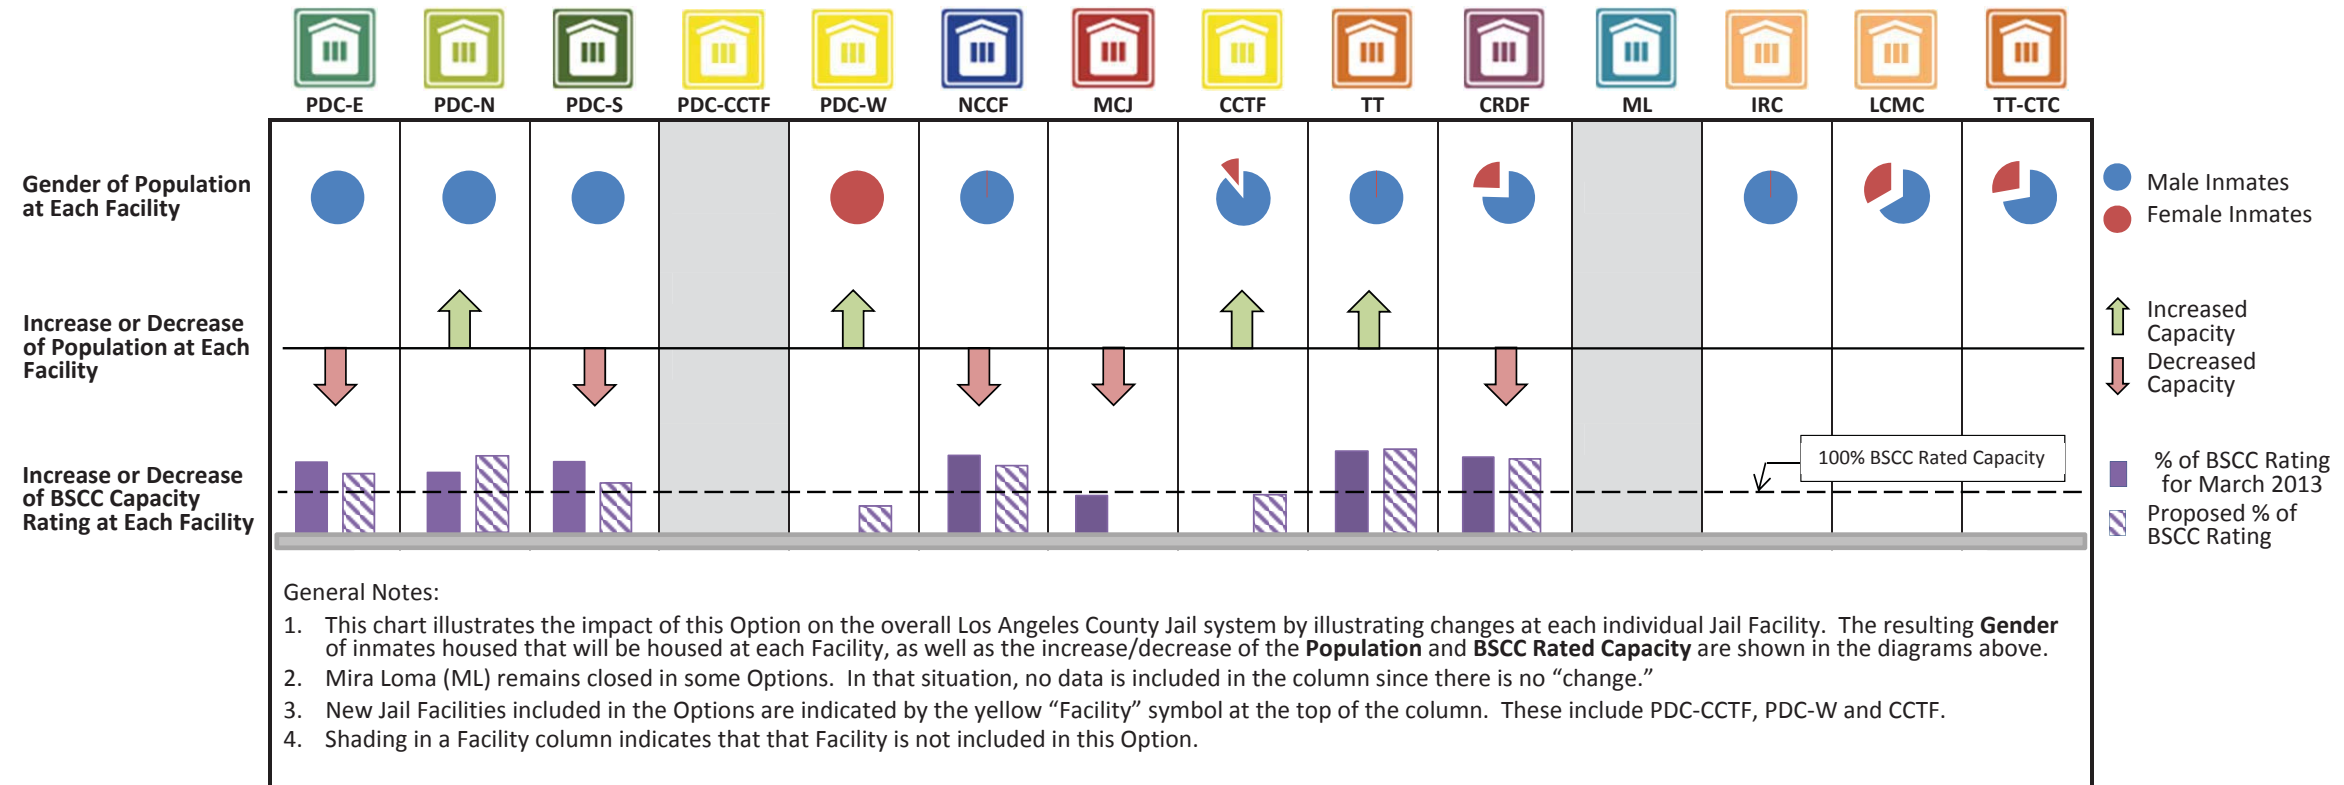 PDC-E PDC-N PDC-S PDC-CCTF PDC-W NCCF MCJ CCTF TT CRDF ML IRC LCMC TT-CTC
Gender of Population
at Each Facility
Male Inmates
Female Inmates
Increase or Decrease
of Population at Each
Facility
Increased
Capacity
Decreased
Capacity
Increase or Decrease
of BSCC Capacity
Rating at Each Facility
100% BSCC Rated Capacity
% of BSCC Rating
for March 2013
Proposed % of
BSCC Rating
General Notes:
1. This chart illustrates the impact of this Option on the overall Los Angeles County Jail system by illustrating changes at each individual Jail Facility. The resulting Gender
of inmates housed that will be housed at each Facility, as well as the increase/decrease of the Population and BSCC Rated Capacity are shown in the diagrams above.
2. Mira Loma (ML) remains closed in some Options. In that situation, no data is included in the column since there is no “change.”
3. New Jail Facilities included in the Options are indicated by the yellow “Facility” symbol at the top of the column. These include PDC-CCTF, PDC-W and CCTF.
4. Shading in a Facility column indicates that that Facility is not included in this Option.